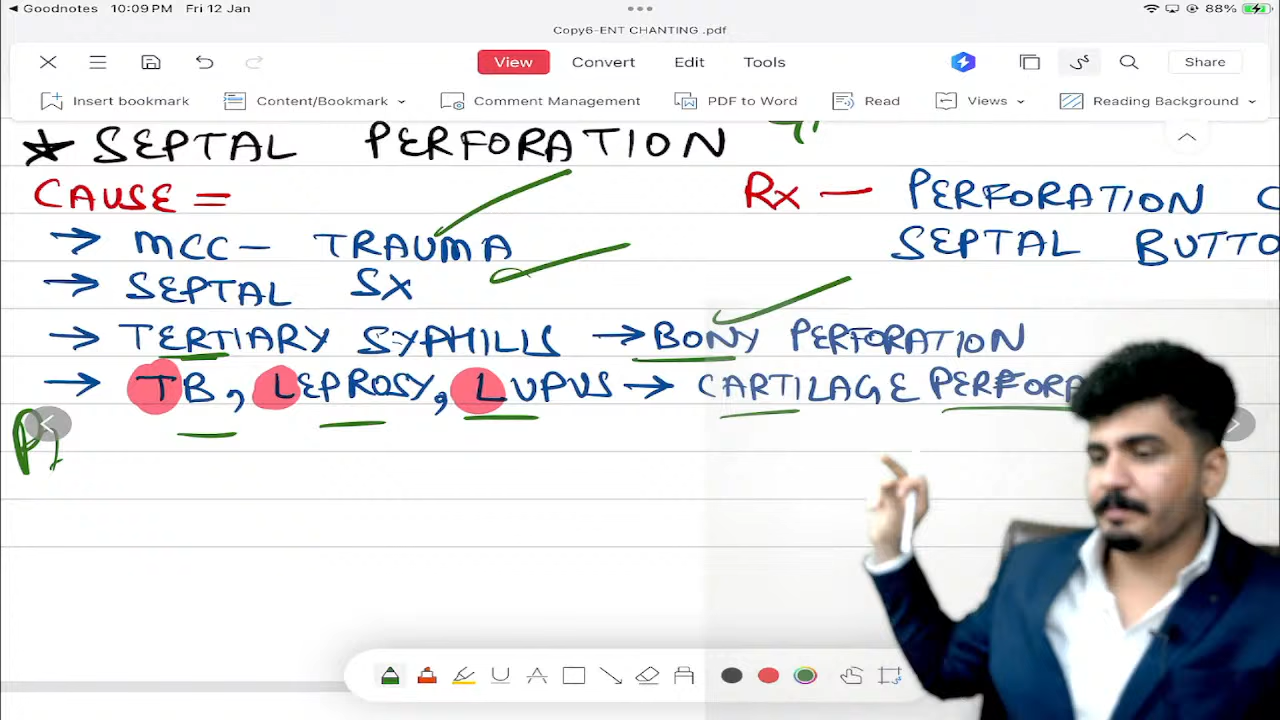 Goodnotes 10:09 PM Fri 12 Jan 88%
Copy6-ENT CHANTING .pdf
View Convert Edit Tools Share
Insert bookmark Content/Bookmark Comment Management PDF to Word Read Views Reading Background
★ SEPTAL PERFORATION
CAUSE =
→ MCC - TRAUMA
→ SEPTAL SX
→ TERTIARY SYPHILLS → BONY PERFORATION
→ TB, LEPROSY, LUPUS → CARTILAGE PERFORA
Rx — PERFORATION C
SEPTAL BUTTO